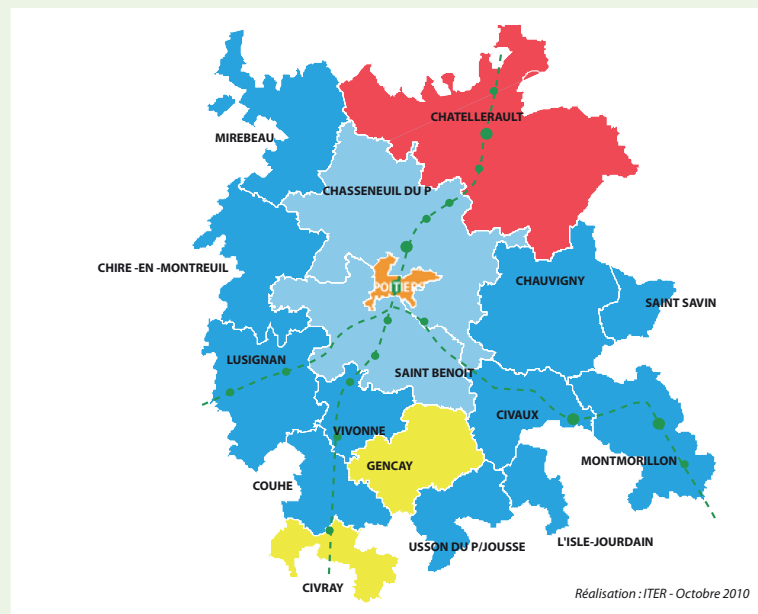 CHATELLERAULT
MIREBEAU
CHASSENEUIL DU P
CHIRE -EN -MONTREUIL
CHAUVIGNY
POITIERS
SAINT SAVIN
LUSIGNAN
SAINT BENOIT
CIVAUX
VIVONNE
MONTMORILLON
GENCAY
COUHE
L'ISLE-JOURDAIN
USSON DU P/JOUSSE
CIVRAY
Réalisation : ITER - Octobre 2010